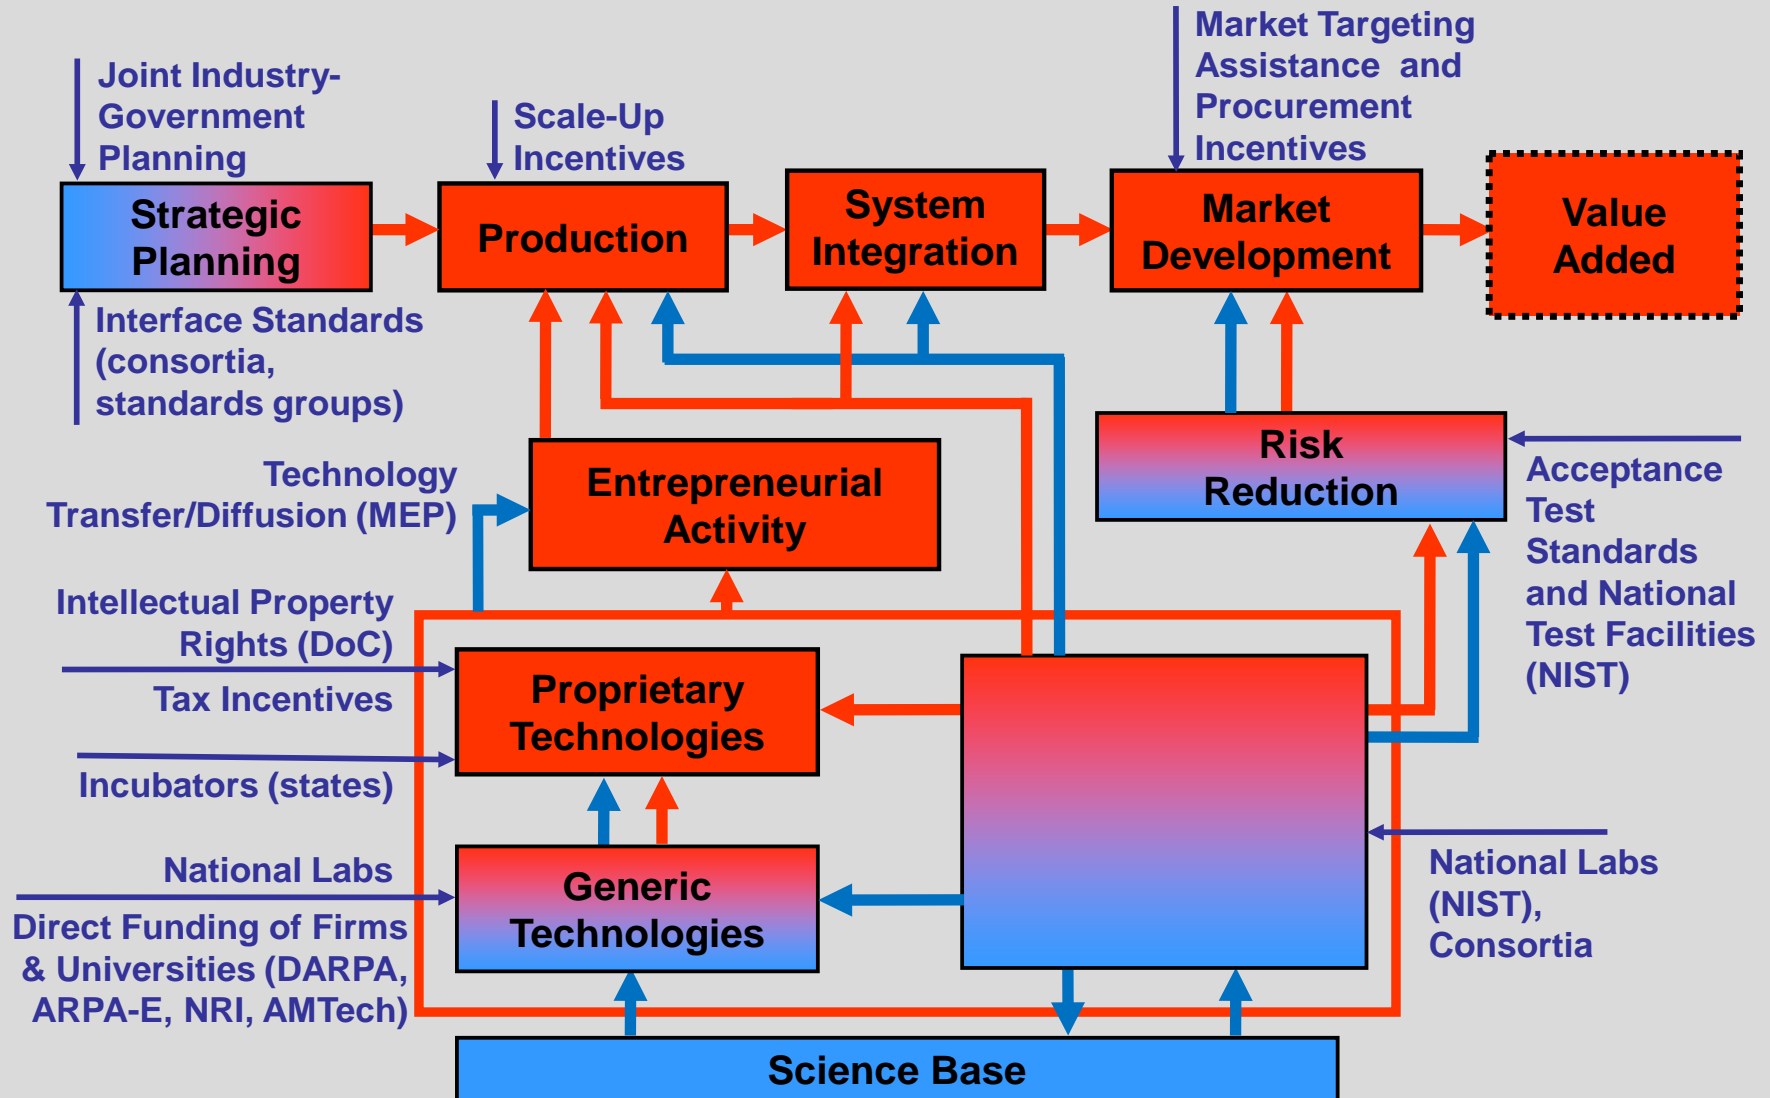 Joint Industry-
Government
Planning
Scale-Up
Incentives
Market Targeting
Assistance and
Procurement
Incentives
Strategic
Planning
Production
System
Integration
Market
Development
Value
Added
Interface Standards
(consortia,
standards groups)
Technology
Transfer/Diffusion (MEP)
Entrepreneurial
Activity
Risk
Reduction
Acceptance
Test
Standards
and National
Test Facilities
(NIST)
Intellectual Property
Rights (DoC)
Tax Incentives
Incubators (states)
Proprietary
Technologies
National Labs
Direct Funding of Firms
& Universities (DARPA,
ARPA-E, NRI, AMTech)
Generic
Technologies
National Labs
(NIST),
Consortia
Science Base